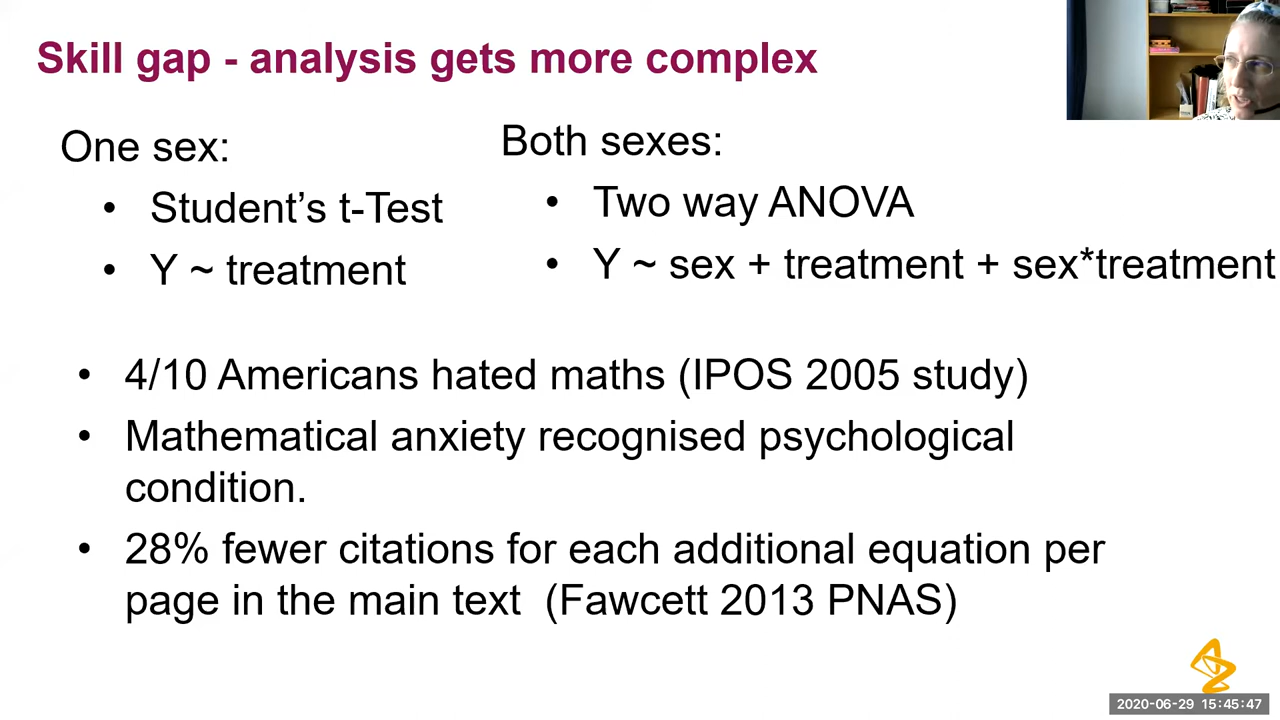 Skill gap - analysis gets more complex
One sex:
• Student’s t-Test
• Y ~ treatment
Both sexes:
• Two way ANOVA
• Y ~ sex + treatment + sex*treatment
• 4/10 Americans hated maths (IPOS 2005 study)
• Mathematical anxiety recognised psychological
condition.
• 28% fewer citations for each additional equation per
page in the main text (Fawcett 2013 PNAS)
2020-06-29 15:45:47